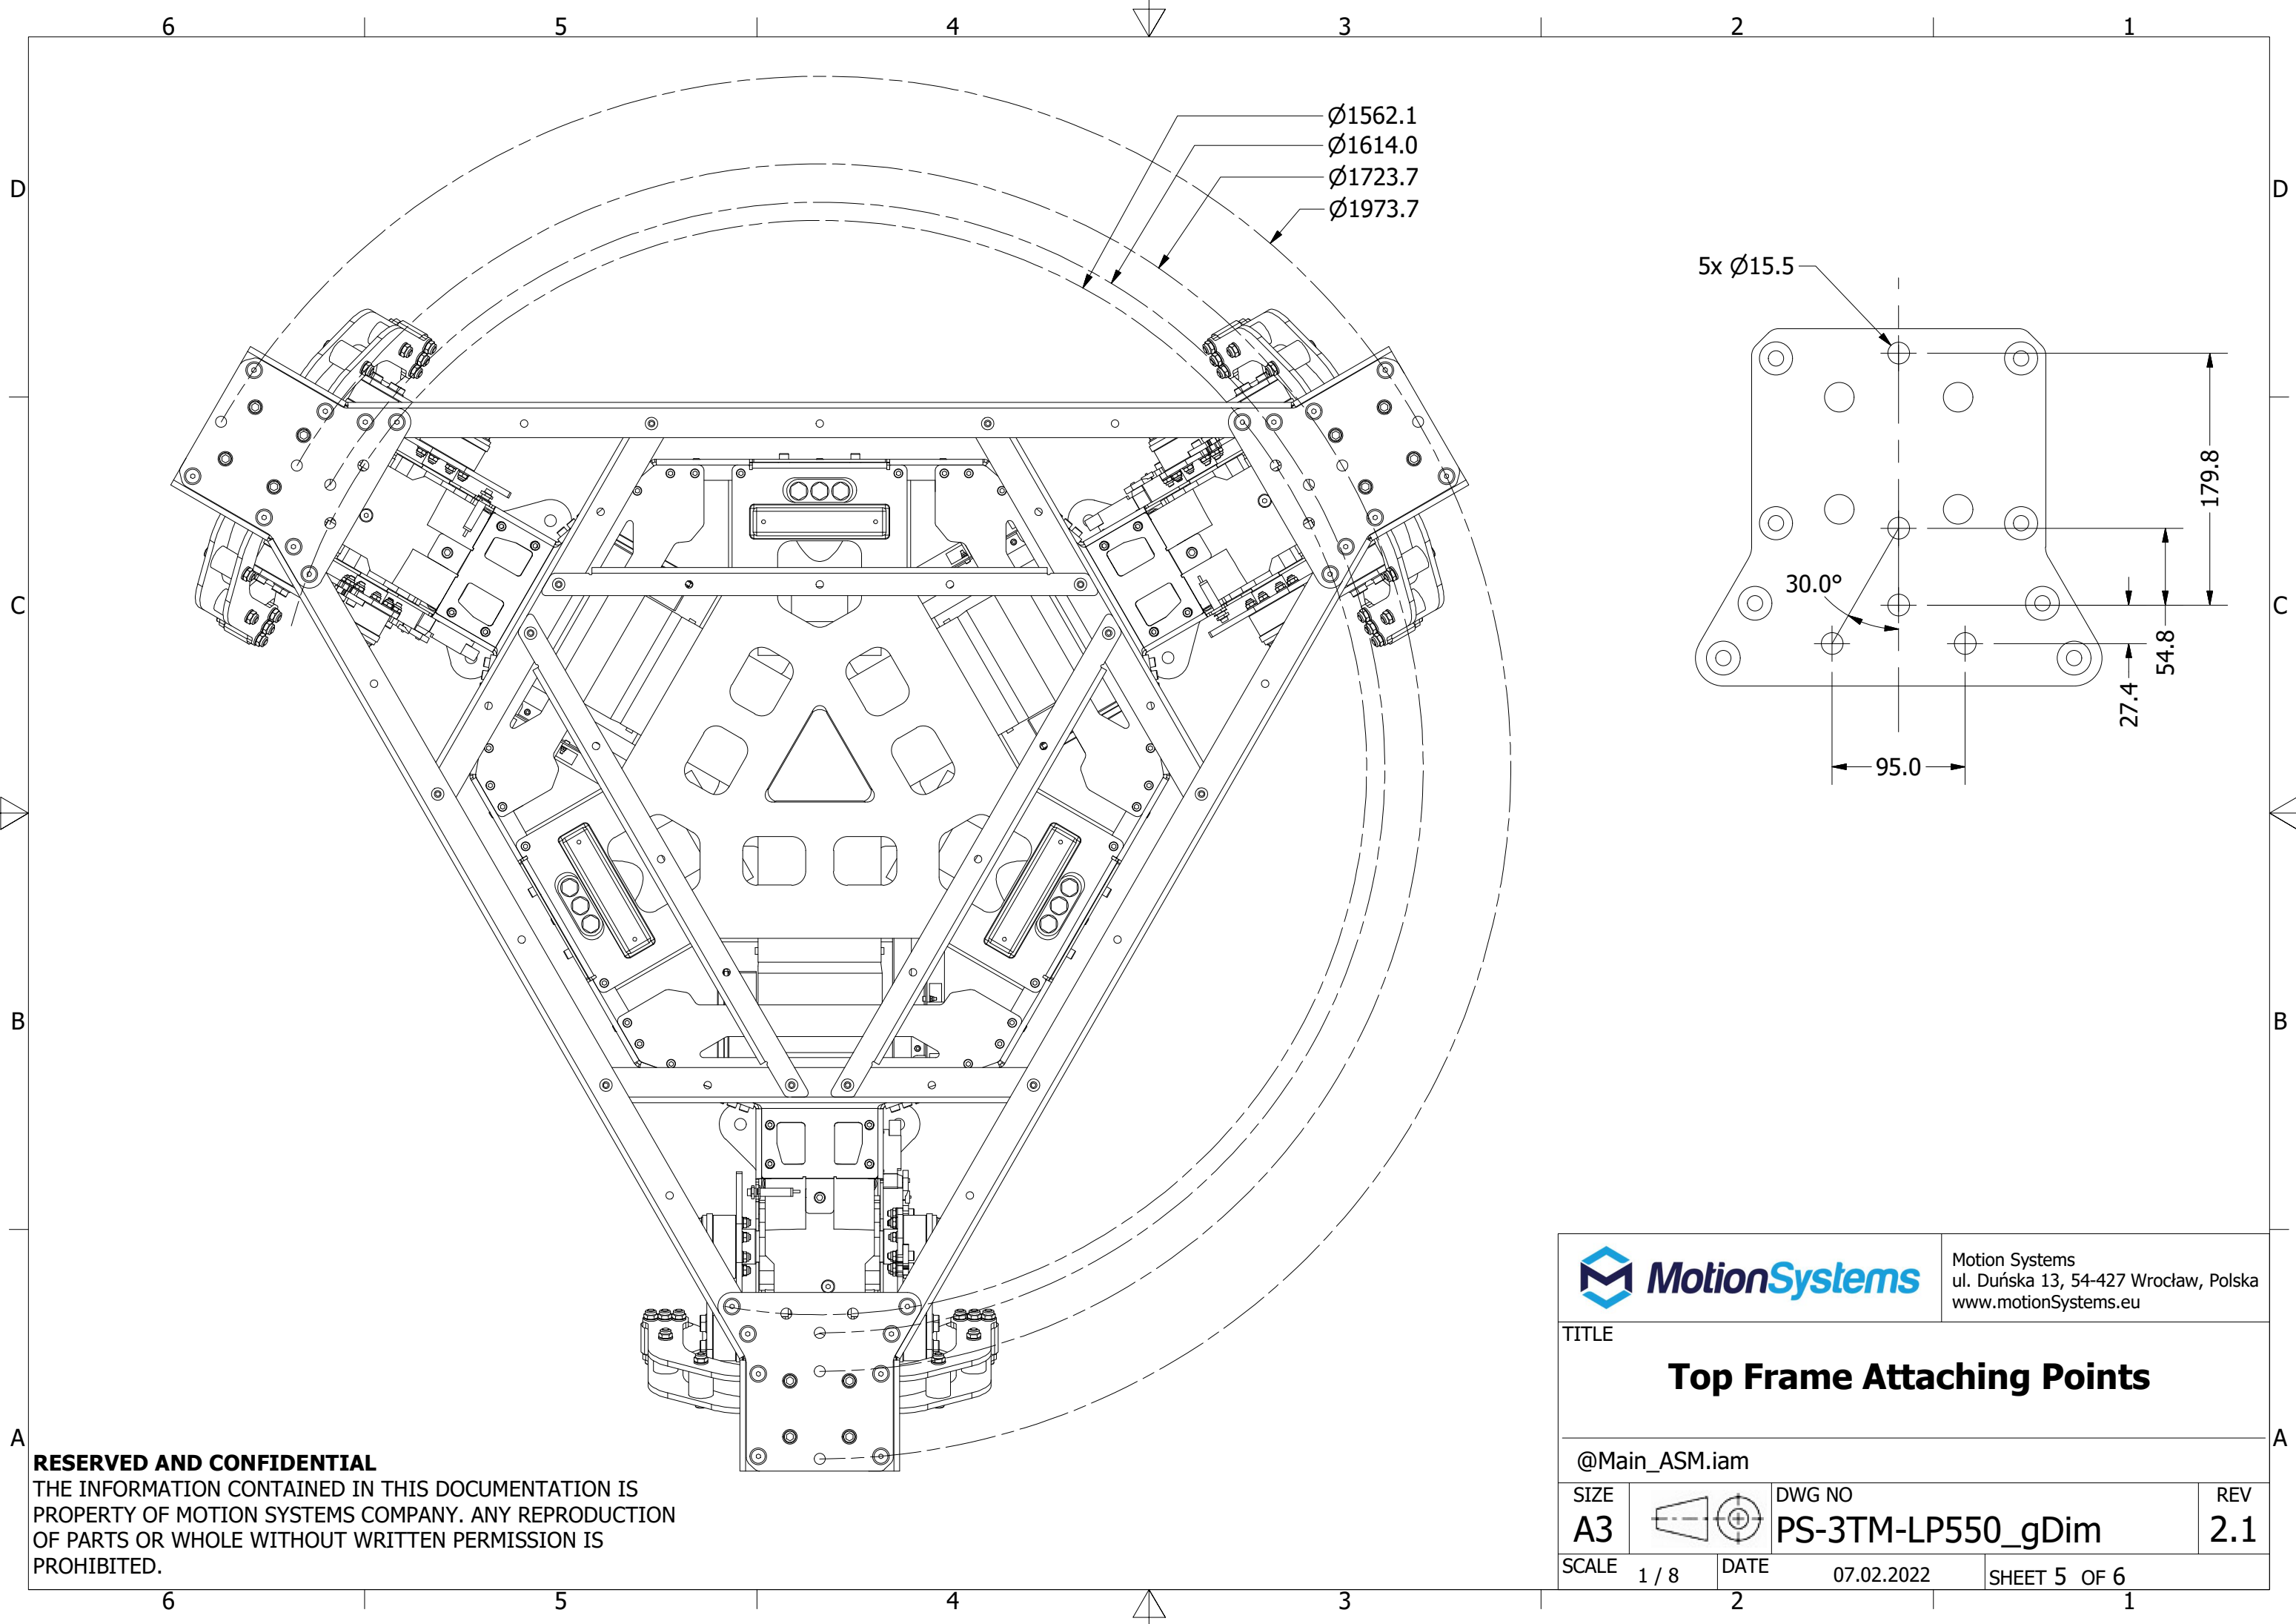 6 5 4 3 2 1
Ø1562.1
Ø1614.0
Ø1723.7
Ø1973.7
D D
5x Ø15.5
179.8
30.0°
54.8
27.4
95.0
C C
B B
A A
RESERVED AND CONFIDENTIAL
THE INFORMATION CONTAINED IN THIS DOCUMENTATION IS
PROPERTY OF MOTION SYSTEMS COMPANY. ANY REPRODUCTION
OF PARTS OR WHOLE WITHOUT WRITTEN PERMISSION IS
PROHIBITED.
MotionSystems
Motion Systems
ul. Duńska 13, 54-427 Wrocław, Polska
www.motionSystems.eu
TITLE
Top Frame Attaching Points
@Main_ASM.iam
SIZE
A3
DWG NO
PS-3TM-LP550_gDim
REV
2.1
SCALE 1 / 8
DATE 07.02.2022
SHEET 5 OF 6
6 5 4 3 2 1